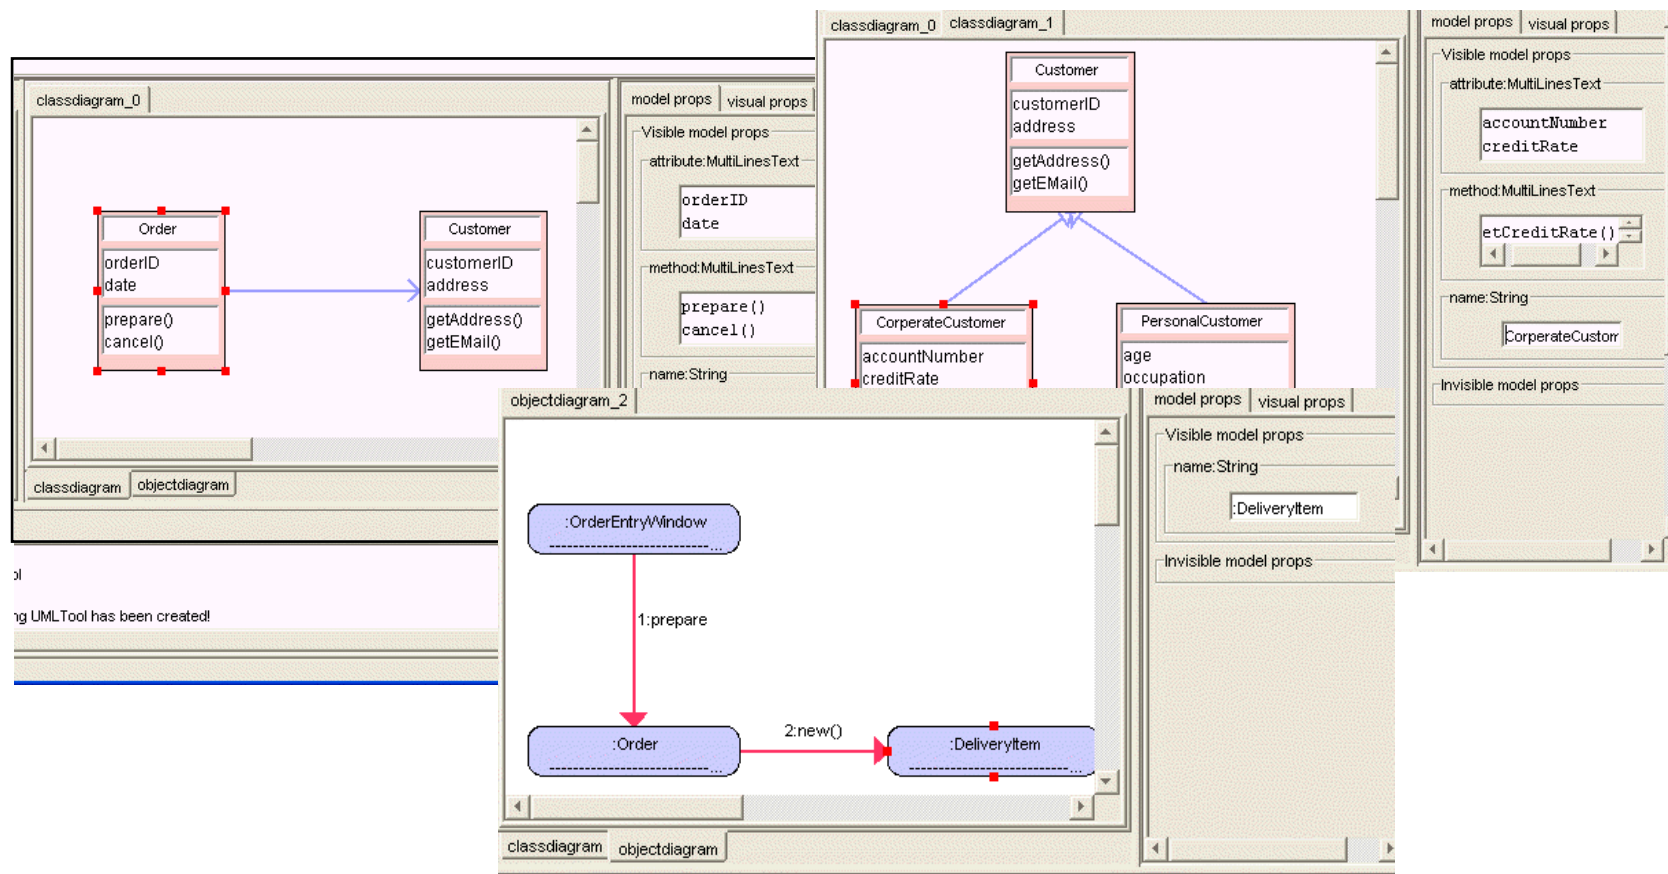 classdiagram_0
model props
visual props
Visible model props
attribute:MultiLinesText
orderID
date
method:MultiLinesText
prepare()
cancel()
name:String
Order
orderID
date
prepare()
cancel()
Customer
customerID
address
getAddress()
getEMail()
classdiagram
objectdiagram
ng UMLTool has been created!
classdiagram_0
classdiagram_1
Customer
customerID
address
getAddress()
getEMail()
CorperateCustomer
accountNumber
creditRate
PersonalCustomer
age
occupation
model props
visual props
Visible model props
attribute:MultiLinesText
accountNumber
creditRate
method:MultiLinesText
etCreditRate()
name:String
CorperateCustom
Invisible model props
objectdiagram_2
:OrderEntryWindow
1:prepare
:Order
2:new()
:DeliveryItem
classdiagram
objectdiagram
model props
visual props
Visible model props
name:String
:DeliveryItem
Invisible model props